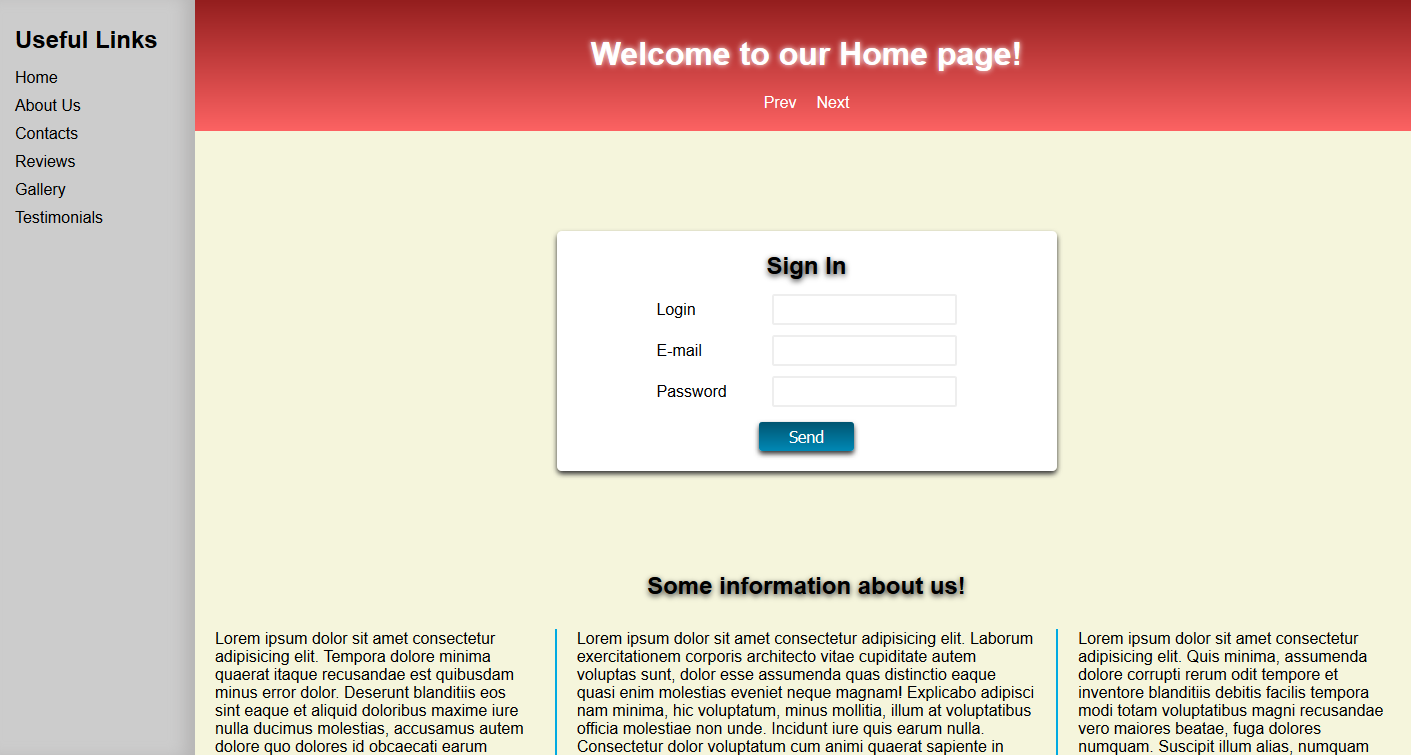 Useful Links
Home
About Us
Contacts
Reviews
Gallery
Testimonials
Welcome to our Home page!
Prev Next
Sign In
Login
E-mail
Password
Send
Some information about us!
Lorem ipsum dolor sit amet consectetur
adipisicing elit. Tempora dolore minima
quaerat itaque recusandae est quibusdam
minus error dolor. Deserunt blanditiis eos
sint eaque et aliquid doloribus maxime iure
nulla ducimus molestias, accusamus autem
dolore quo dolores id obcaecati earum
Lorem ipsum dolor sit amet consectetur adipisicing elit. Laborum
exercitationem corporis architecto vitae cupiditate autem
voluptas sunt, dolor esse assumenda quas distinctio eaque
quasi enim molestias eveniet neque magnam! Explicabo adipisci
nam minima, hic voluptatum, minus mollitia, illum at voluptatibus
officia molestiae non unde. Incidunt iure quis earum nulla.
Consectetur dolor voluptatum cum animi quaerat sapiente in
Lorem ipsum dolor sit amet consectetur
adipisicing elit. Quis minima, assumenda
dolore corrupti rerum odit tempore et
inventore blanditiis debitis facilis tempora
modi totam voluptatibus magni recusandae
vero maiores beatae, fuga dolores
numquam. Suscipit illum alias, numquam